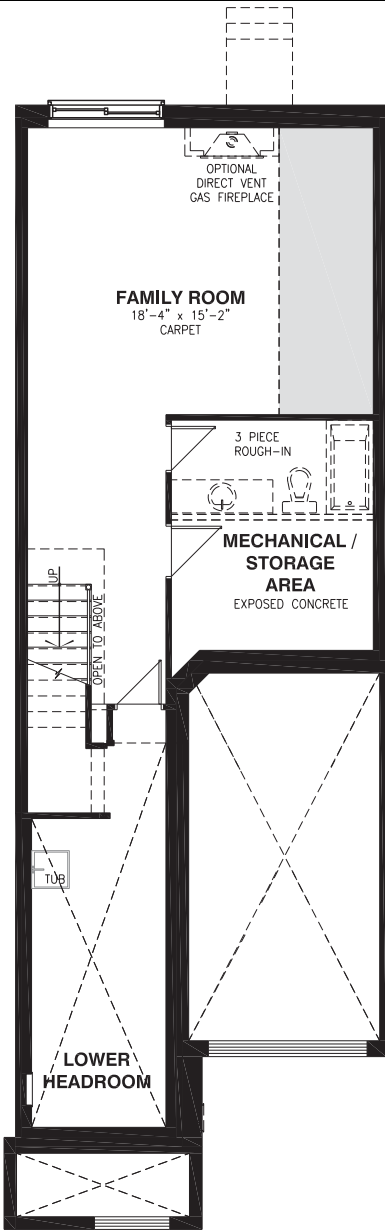 OPTIONAL
DIRECT VENT
GAS FIREPLACE
FAMILY ROOM
18'-4" x 15'-2"
CARPET
3 PIECE
ROUGH-IN
MECHANICAL /
STORAGE
AREA
EXPOSED CONCRETE
UP
OPEN TO ABOVE
TUB
LOWER
HEADROOM